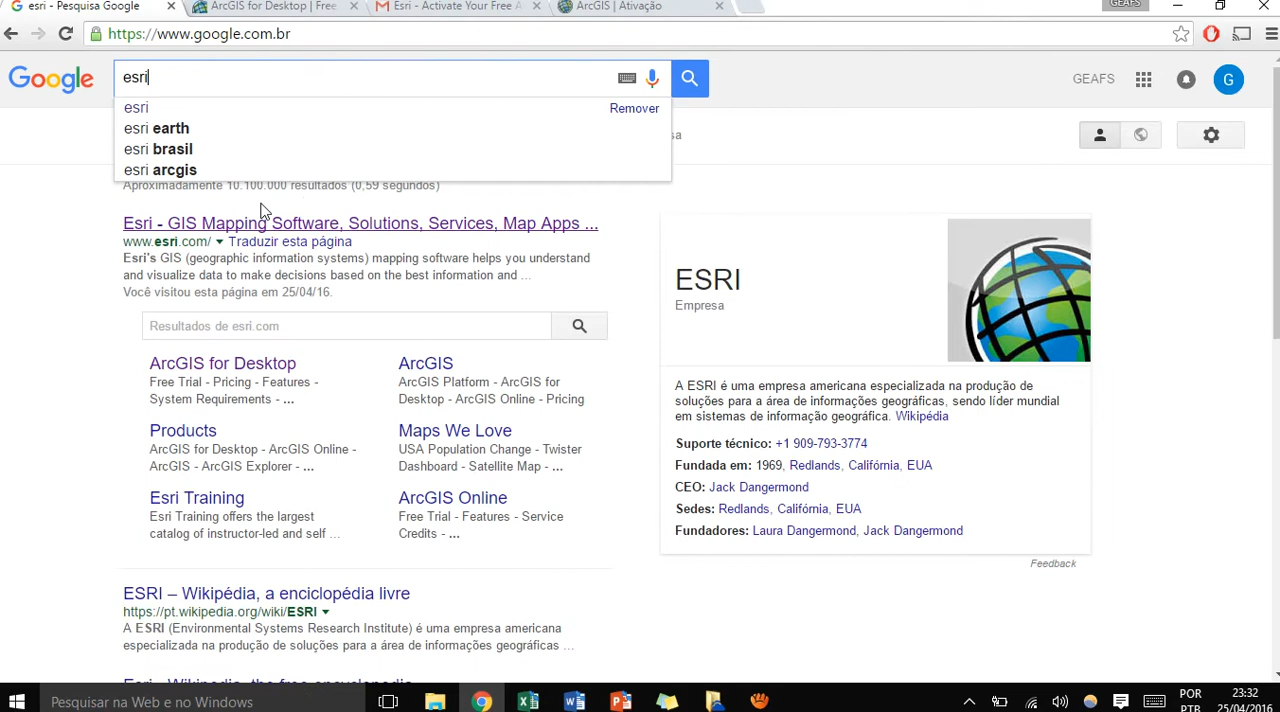 esri - Pesquisa Google
ArcGIS for Desktop | Free
Esri - Activate Your Free A
ArcGIS | Ativação
GEAFS
https://www.google.com.br
Google
esri
GEAFS
G
esri
Remover
esri earth
esri brasil
esri arcgis
sa
Aproximadamente 10.100.000 resultados (0,59 segundos)
Esri - GIS Mapping Software, Solutions, Services, Map Apps ...
www.esri.com/ Traduzir esta página
Esri's GIS (geographic information systems) mapping software helps you understand
and visualize data to make decisions based on the best information and ...
Você visitou esta página em 25/04/16.
Resultados de esri.com
ArcGIS for Desktop
Free Trial - Pricing - Features -
System Requirements - ...
ArcGIS
ArcGIS Platform - ArcGIS for
Desktop - ArcGIS Online - Pricing
Products
ArcGIS for Desktop - ArcGIS Online -
ArcGIS - ArcGIS Explorer - ...
Maps We Love
USA Population Change - Twister
Dashboard - Satellite Map - ...
Esri Training
Esri Training offers the largest
catalog of instructor-led and self ...
ArcGIS Online
Free Trial - Features - Service
Credits - ...
ESRI – Wikipédia, a enciclopédia livre
https://pt.wikipedia.org/wiki/ESRI
A ESRI (Environmental Systems Research Institute) é uma empresa americana
especializada na produção de soluções para a área de informações geográficas ...
Esri - Wikipedia, the free encyclopedia
ESRI
Empresa
A ESRI é uma empresa americana especializada na produção de
soluções para a área de informações geográficas, sendo líder mundial
em sistemas de informação geográfica. Wikipédia
Suporte técnico: +1 909-793-3774
Fundada em: 1969, Redlands, Califórnia, EUA
CEO: Jack Dangermond
Sedes: Redlands, Califórnia, EUA
Fundadores: Laura Dangermond, Jack Dangermond
Feedback
Pesquisar na Web e no Windows
POR
PTB
23:32
25/04/2016